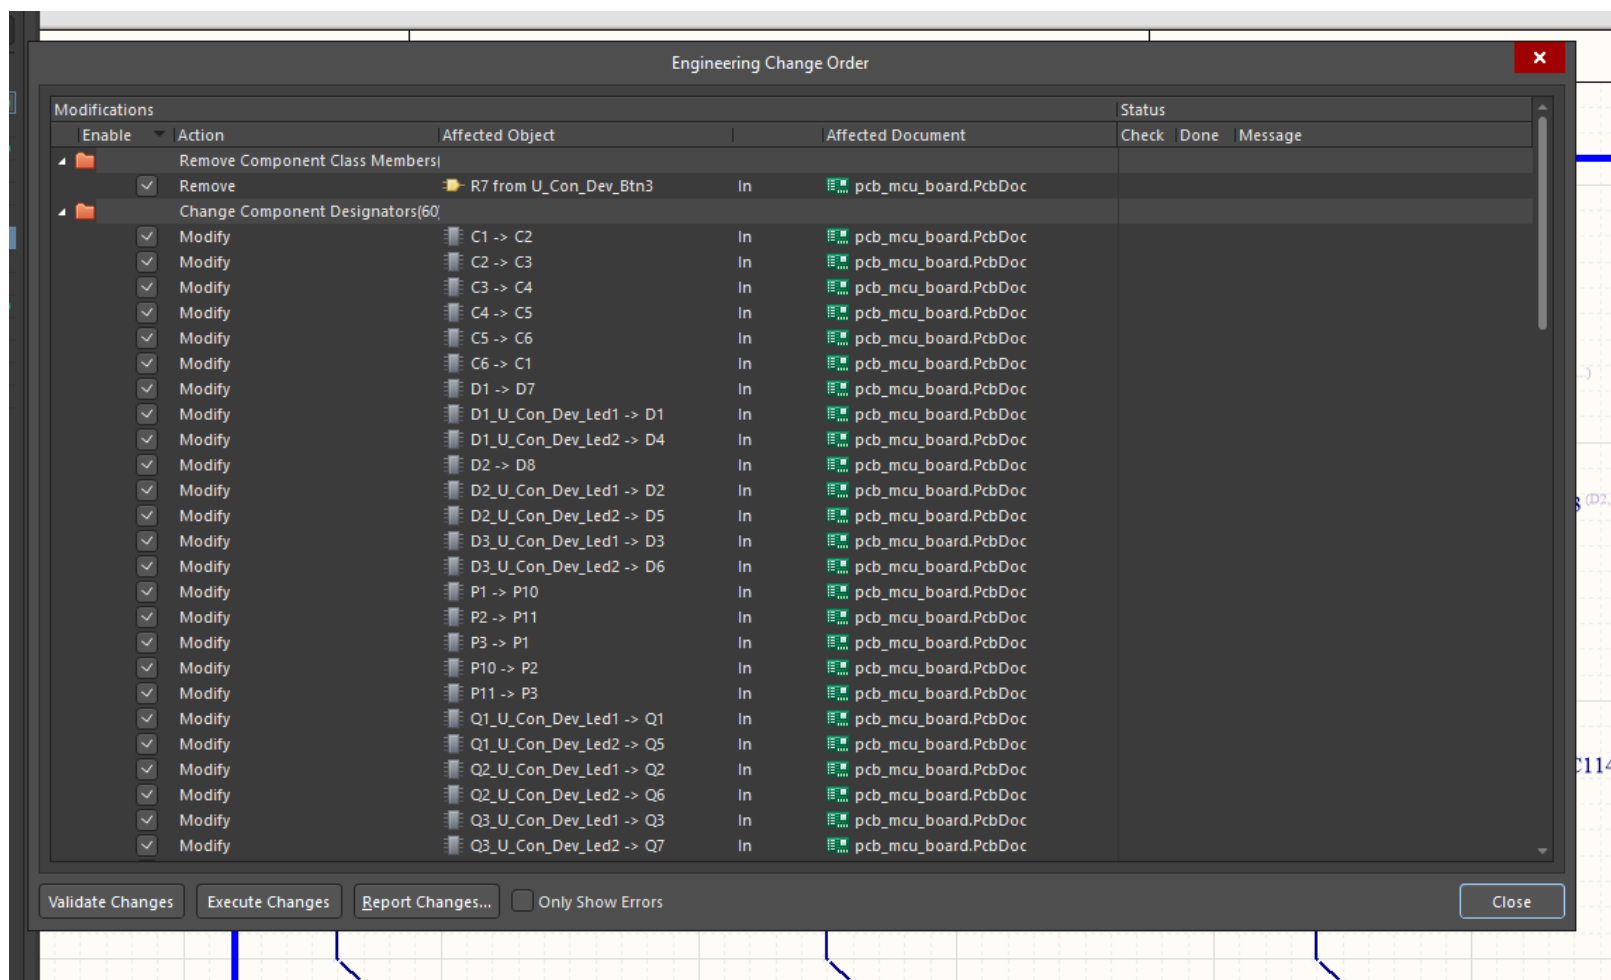 Engineering Change Order
Modifications Status
Enable Action Affected Object Affected Document Check Done Message
Remove Component Class Members(
Remove R7 from U_Con_Dev_Btn3 In pcb_mcu_board.PcbDoc
Change Component Designators(60)
Modify C1 -> C2 In pcb_mcu_board.PcbDoc
Modify C2 -> C3 In pcb_mcu_board.PcbDoc
Modify C3 -> C4 In pcb_mcu_board.PcbDoc
Modify C4 -> C5 In pcb_mcu_board.PcbDoc
Modify C5 -> C6 In pcb_mcu_board.PcbDoc
Modify C6 -> C1 In pcb_mcu_board.PcbDoc
Modify D1 -> D7 In pcb_mcu_board.PcbDoc
Modify D1_U_Con_Dev_Led1 -> D1 In pcb_mcu_board.PcbDoc
Modify D1_U_Con_Dev_Led2 -> D4 In pcb_mcu_board.PcbDoc
Modify D2 -> D8 In pcb_mcu_board.PcbDoc
Modify D2_U_Con_Dev_Led1 -> D2 In pcb_mcu_board.PcbDoc
Modify D2_U_Con_Dev_Led2 -> D5 In pcb_mcu_board.PcbDoc
Modify D3_U_Con_Dev_Led1 -> D3 In pcb_mcu_board.PcbDoc
Modify D3_U_Con_Dev_Led2 -> D6 In pcb_mcu_board.PcbDoc
Modify P1 -> P10 In pcb_mcu_board.PcbDoc
Modify P2 -> P11 In pcb_mcu_board.PcbDoc
Modify P3 -> P1 In pcb_mcu_board.PcbDoc
Modify P10 -> P2 In pcb_mcu_board.PcbDoc
Modify P11 -> P3 In pcb_mcu_board.PcbDoc
Modify Q1_U_Con_Dev_Led1 -> Q1 In pcb_mcu_board.PcbDoc
Modify Q1_U_Con_Dev_Led2 -> Q5 In pcb_mcu_board.PcbDoc
Modify Q2_U_Con_Dev_Led1 -> Q2 In pcb_mcu_board.PcbDoc
Modify Q2_U_Con_Dev_Led2 -> Q6 In pcb_mcu_board.PcbDoc
Modify Q3_U_Con_Dev_Led1 -> Q3 In pcb_mcu_board.PcbDoc
Modify Q3_U_Con_Dev_Led2 -> Q7 In pcb_mcu_board.PcbDoc
Validate Changes Execute Changes Report Changes... Only Show Errors Close
(D2,
C114